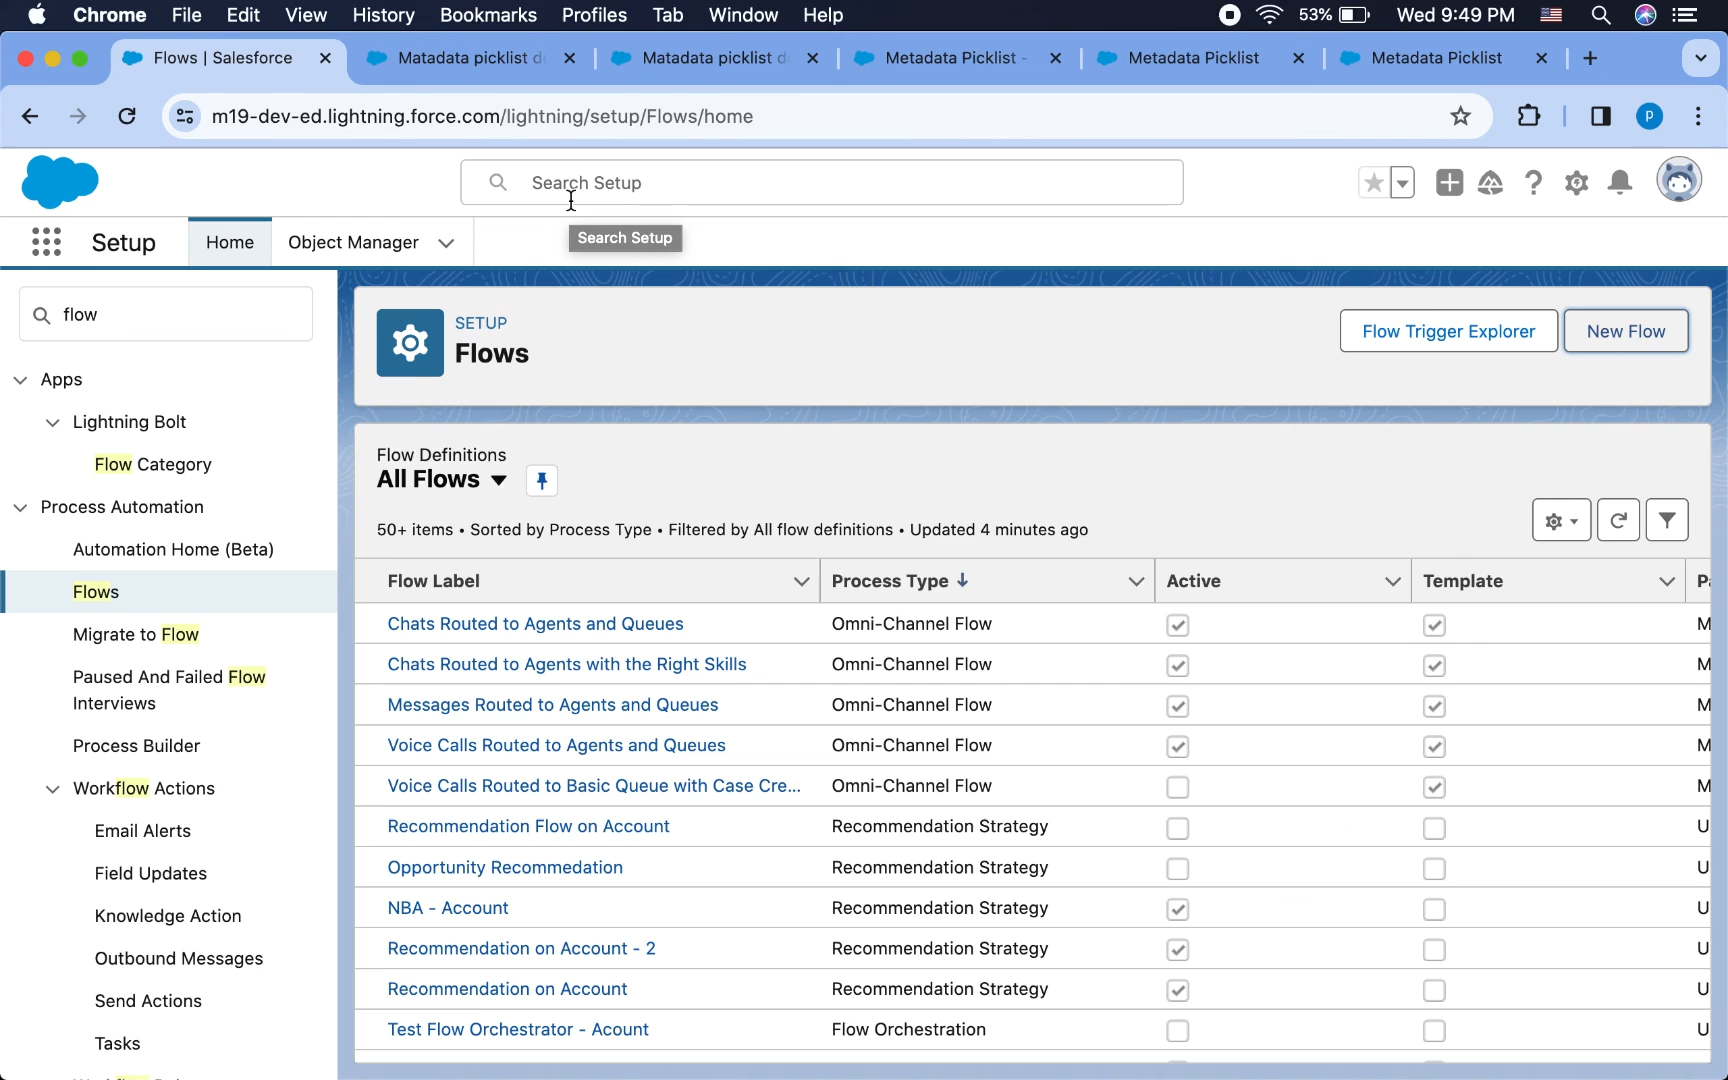 Chrome File Edit View History Bookmarks Profiles Tab Window Help 53% Wed 9:49 PM
Flows | Salesforce Matadata picklist d Matadata picklist d Metadata Picklist - Metadata Picklist Metadata Picklist
m19-dev-ed.lightning.force.com/lightning/setup/Flows/home P
Search Setup
Setup Home Object Manager
Search Setup
flow
Apps
Lightning Bolt
Flow Category
Process Automation
Automation Home (Beta)
Flows
Migrate to Flow
Paused And Failed Flow
Interviews
Process Builder
Workflow Actions
Email Alerts
Field Updates
Knowledge Action
Outbound Messages
Send Actions
Tasks
SETUP
Flows
Flow Trigger Explorer New Flow
Flow Definitions
All Flows
50+ items • Sorted by Process Type • Filtered by All flow definitions • Updated 4 minutes ago
Flow Label Process Type Active Template
Chats Routed to Agents and Queues Omni-Channel Flow M
Chats Routed to Agents with the Right Skills Omni-Channel Flow M
Messages Routed to Agents and Queues Omni-Channel Flow M
Voice Calls Routed to Agents and Queues Omni-Channel Flow M
Voice Calls Routed to Basic Queue with Case Cre... Omni-Channel Flow M
Recommendation Flow on Account Recommendation Strategy U
Opportunity Recommedation Recommendation Strategy U
NBA - Account Recommendation Strategy U
Recommendation on Account - 2 Recommendation Strategy U
Recommendation on Account Recommendation Strategy U
Test Flow Orchestrator - Acount Flow Orchestration U